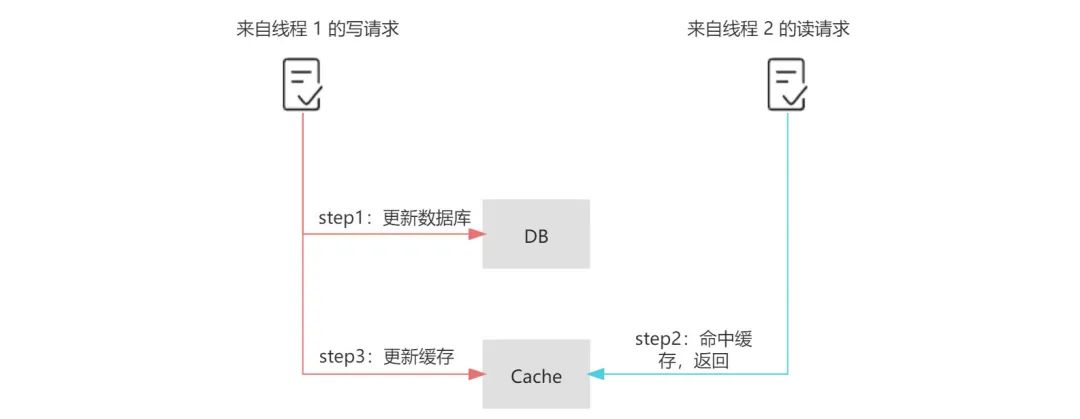 来自线程 1 的写请求
来自线程 2 的读请求
step1：更新数据库
DB
step2：命中缓
存，返回
step3：更新缓存
Cache